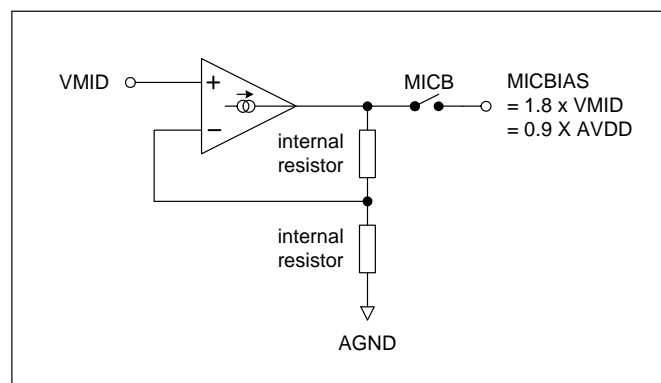 VMID
+
−
MICB
MICBIAS
= 1.8 x VMID
= 0.9 X AVDD
internal
resistor
internal
resistor
AGND